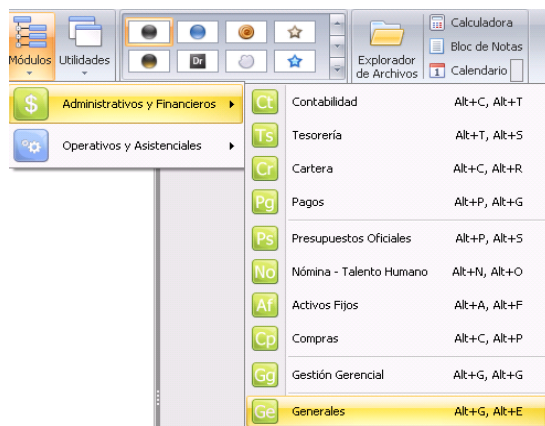 Módulos
Utilidades
Dr
Explorador
de Archivos
Calculadora
Bloc de Notas
1 Calendario
$ Administrativos y Financieros
Operativos y Asistenciales
Ct Contabilidad Alt+C, Alt+T
Ts Tesorería Alt+T, Alt+S
Cr Cartera Alt+C, Alt+R
Pg Pagos Alt+P, Alt+G
Ps Presupuestos Oficiales Alt+P, Alt+S
No Nómina - Talento Humano Alt+N, Alt+O
Af Activos Fijos Alt+A, Alt+F
Cp Compras Alt+C, Alt+P
Gg Gestión Gerencial Alt+G, Alt+G
Ge Generales Alt+G, Alt+E